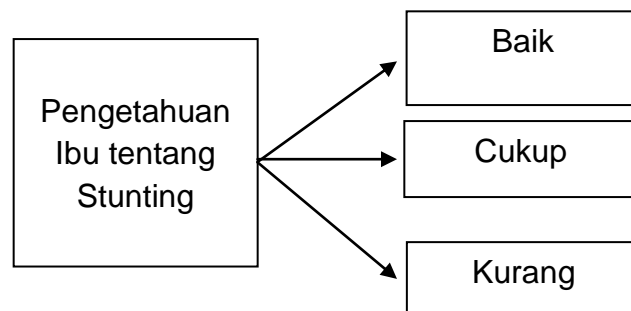 Baik
Pengetahuan
Ibu tentang
Stunting
Cukup
Kurang